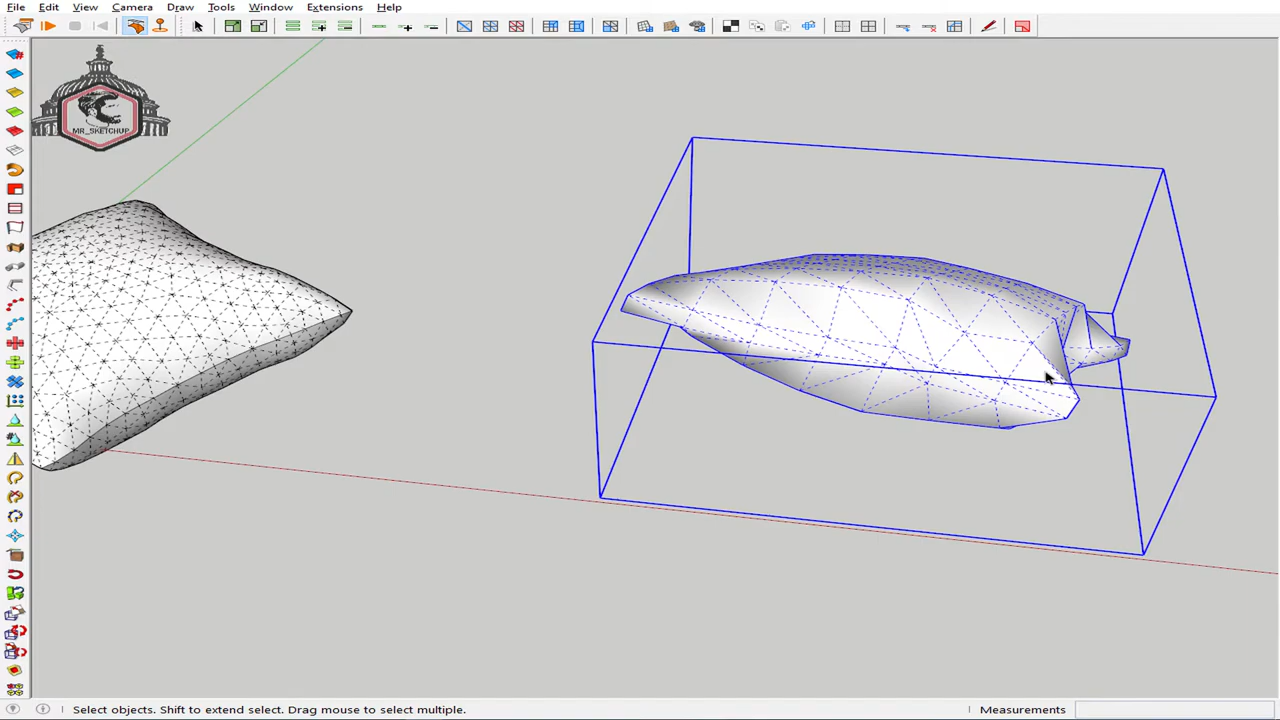 File Edit View Camera Draw Tools Window Extensions Help
MR_SKETCHUP
Select objects. Shift to extend select. Drag mouse to select multiple.
Measurements